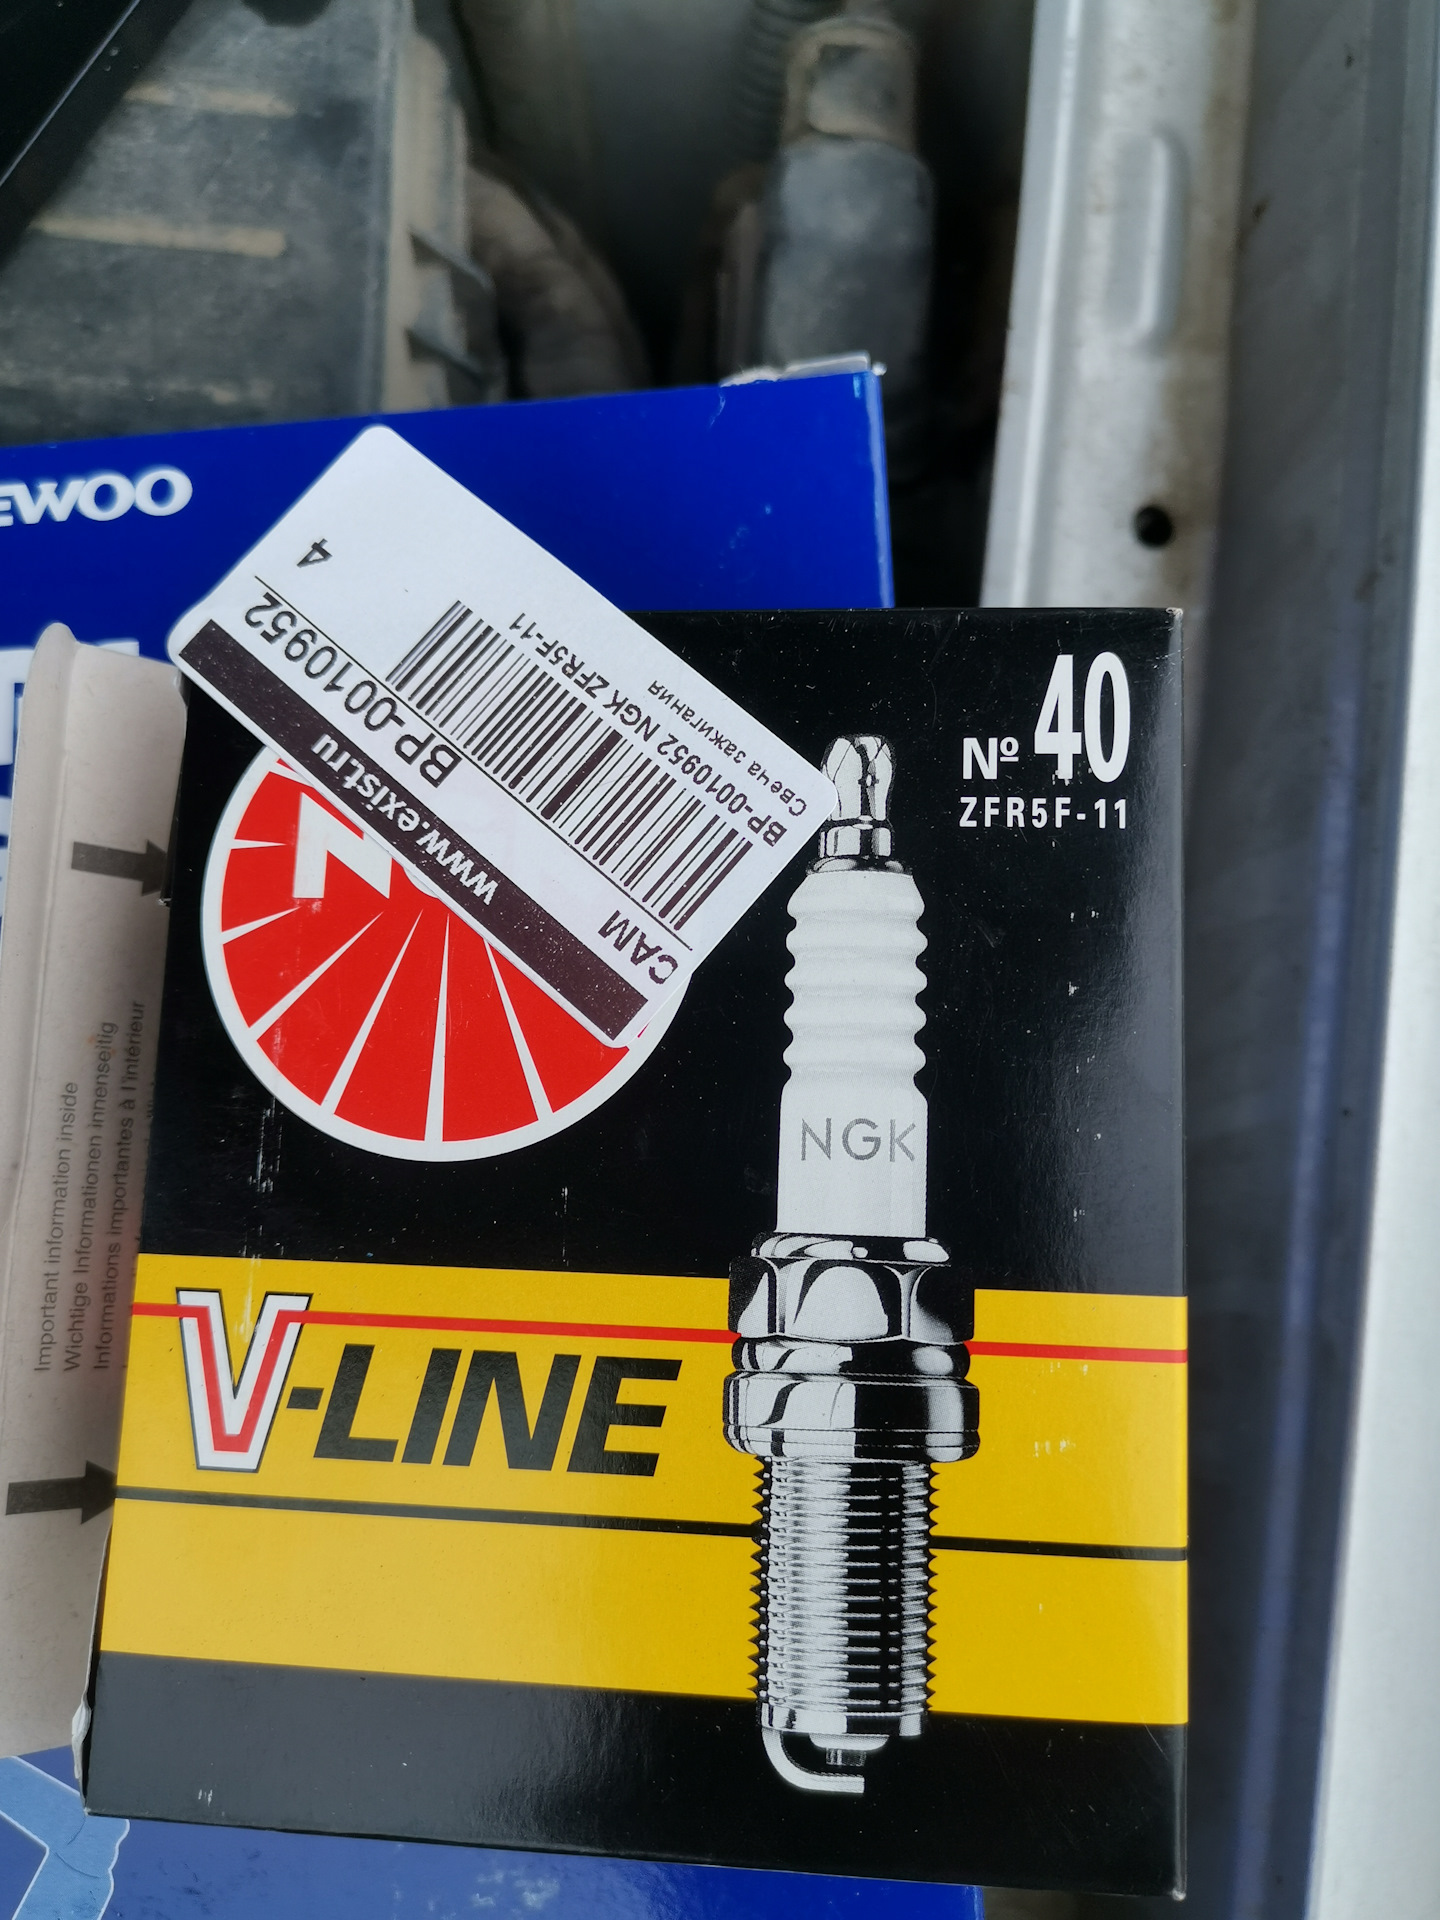 EWOO
4
BP-0010952
BP-0010952 NGK ZFR5F-11
Свеча зажигания
CAM
www.exist.ru
Nº 40
ZFR5F-11
NGK
V-LINE
Important information inside
Wichtige Informationen innenseitig
Informations importantes à l'intérieur